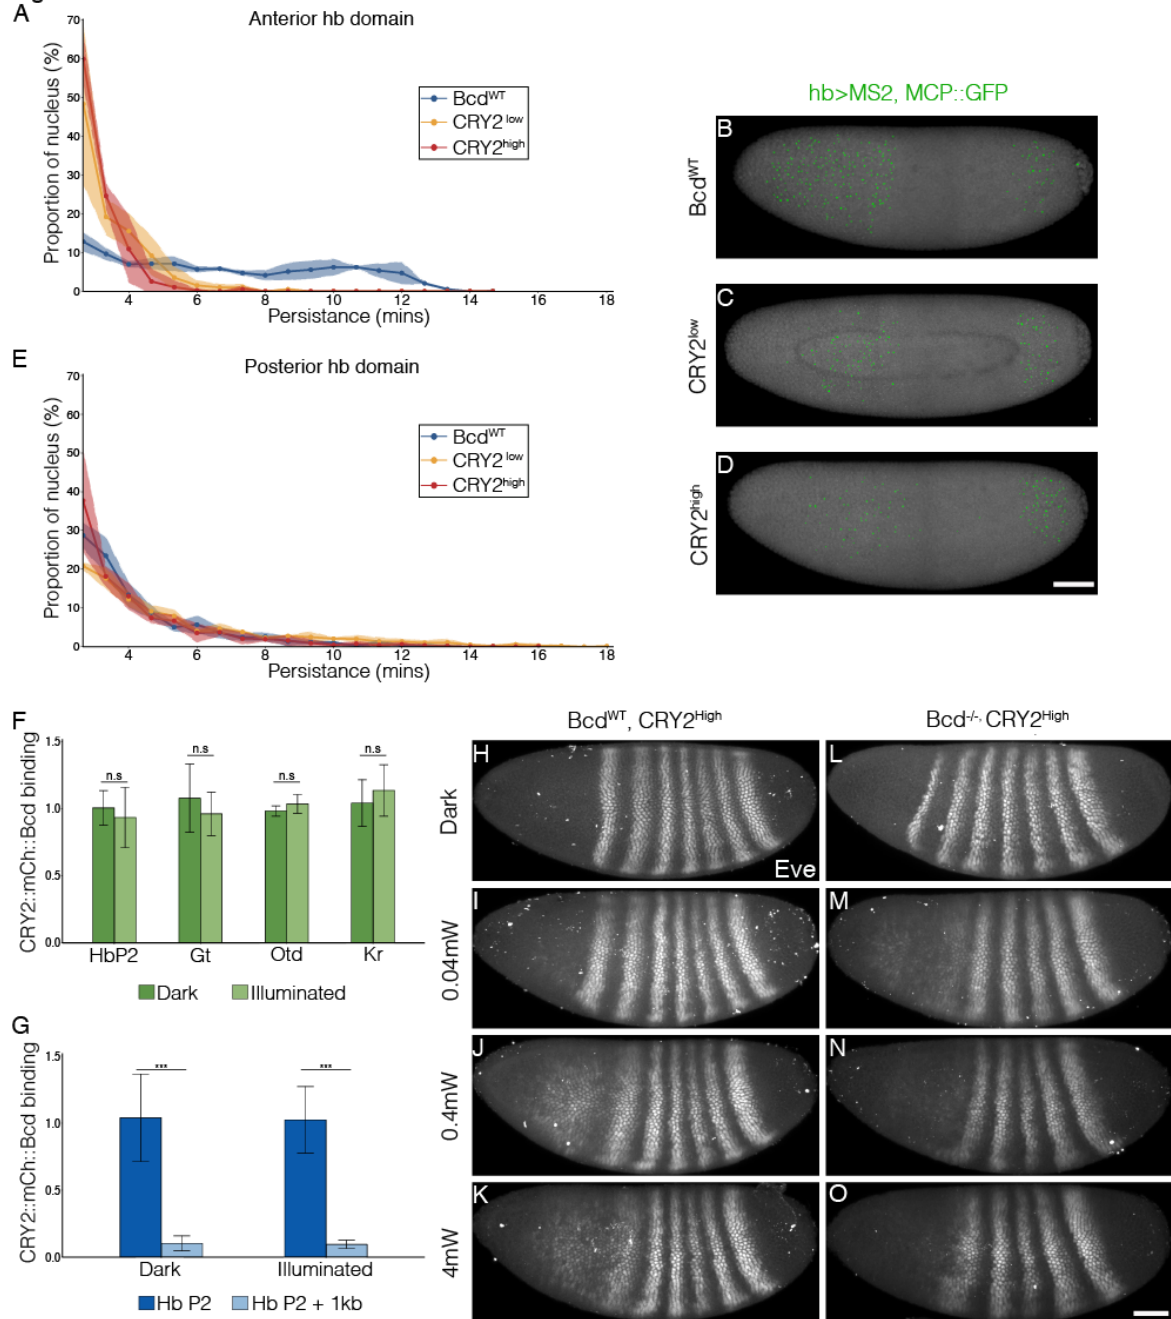 A
Anterior hb domain
Proportion of nucleus (%)
70
60
50
40
30
20
10
0
4
6
8
10
12
14
16
18
Persistance (mins)
Bcd^WT
CRY2^low
CRY2^high
hb>MS2, MCP::GFP
B
Bcd^WT
C
CRY2^low
D
CRY2^high
E
Posterior hb domain
Proportion of nucleus (%)
70
60
50
40
30
20
10
0
4
6
8
10
12
14
16
18
Persistance (mins)
Bcd^WT
CRY2^low
CRY2^high
F
CRY2::mCh::Bcd binding
1.5
1.0
0.5
0.0
n.s
n.s
n.s
n.s
HbP2
Gt
Otd
Kr
Dark
Illuminated
G
CRY2::mCh::Bcd binding
1.5
1.0
0.5
0.0
***
***
Dark
Illuminated
Hb P2
Hb P2 + 1kb
Bcd^WT, CRY2^High
Bcd^-/-, CRY2^High
Dark
H
Eve
L
0.04mW
I
M
0.4mW
J
N
4mW
K
O